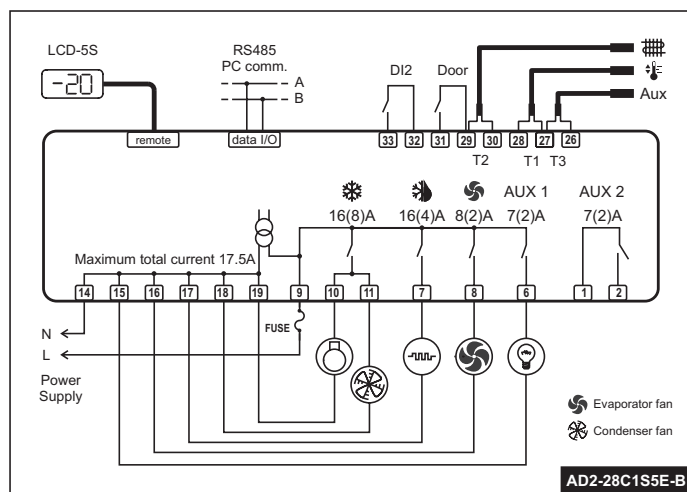 LCD-5S
-20
RS485
PC comm.
A
B
DI2
Door
Aux
remote
data I/O
33 32 31 29 30 28 27 26
T2 T1 T3
AUX 1 AUX 2
16(8)A 16(4)A 8(2)A 7(2)A 7(2)A
Maximum total current 17.5A
14 15 16 17 18 19 9 10 11 7 8 6 1 2
FUSE
N
L
Power
Supply
Evaporator fan
Condenser fan
AD2-28C1S5E-B